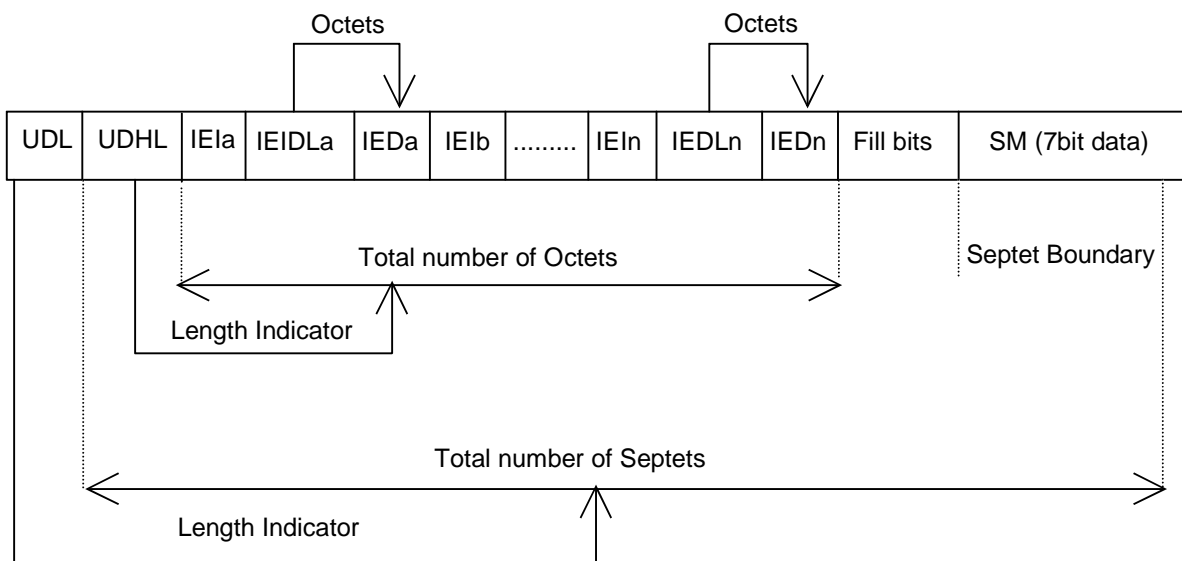 Octets Octets
UDL UDHL IEIa IEIDLa IEDa IEIb ......... IEIn IEDLn IEDn Fill bits SM (7bit data)
Total number of Octets
Septet Boundary
Length Indicator
Total number of Septets
Length Indicator